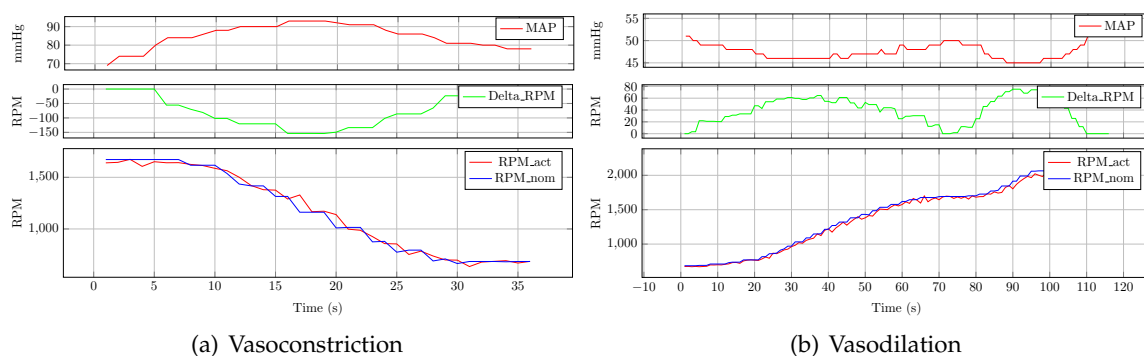 mmHg
90
80
70
MAP
RPM
0
−50
−100
−150
Delta_RPM
RPM
1,500
1,000
RPM_act
RPM_nom
0 5 10 15 20 25 30 35
Time (s)
(a) Vasoconstriction
mmHg
55
50
45
MAP
RPM
80
60
40
20
0
Delta_RPM
RPM
2,000
1,500
1,000
RPM_act
RPM_nom
−10 0 10 20 30 40 50 60 70 80 90 100 110 120
Time (s)
(b) Vasodilation